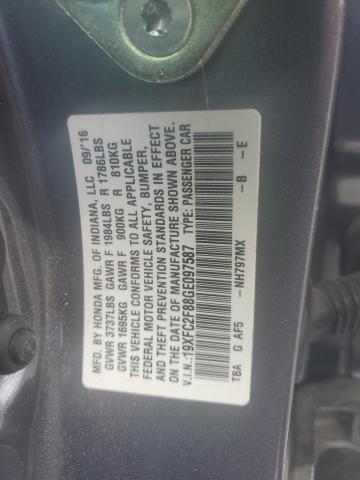 MFD. BY HONDA MFG. OF INDIANA, LLC 09/'16
GVWR 3737LBS GAWR F 1984LBS R 1786LBS
GVWR 1695KG GAWR F 900KG R 810KG
THIS VEHICLE CONFORMS TO ALL APPLICABLE
FEDERAL MOTOR VEHICLE SAFETY, BUMPER,
AND THEFT PREVENTION STANDARDS IN EFFECT
ON THE DATE OF MANUFACTURE SHOWN ABOVE.
V.I.N.:19XFC2F88GE097587 TYPE: PASSENGER CAR
-NH797MX -B -E
TBA G AF5